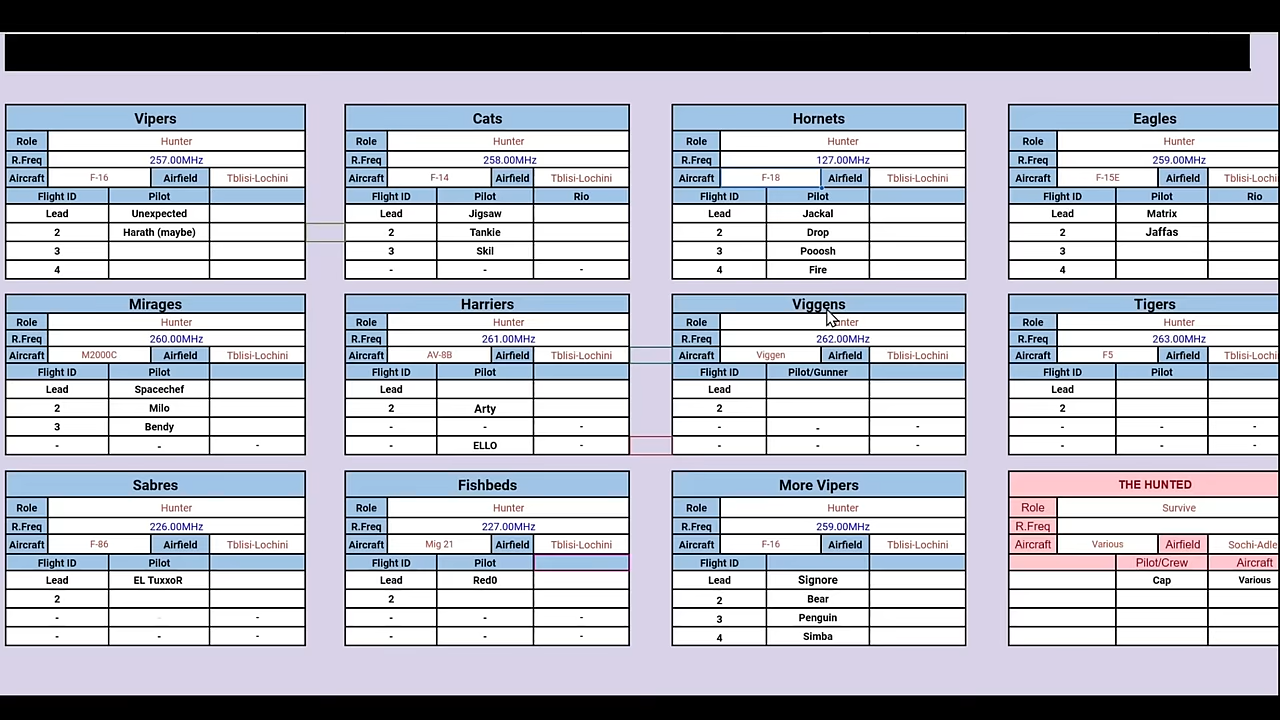 Vipers
Role Hunter
R.Freq 257.00MHz
Aircraft F-16 Airfield Tblisi-Lochini
Flight ID Pilot
Lead Unexpected
2 Harath (maybe)
3
4
Cats
Role Hunter
R.Freq 258.00MHz
Aircraft F-14 Airfield Tblisi-Lochini
Flight ID Pilot Rio
Lead Jigsaw
2 Tankie
3 Skil
- - -
Hornets
Role Hunter
R.Freq 127.00MHz
Aircraft F-18 Airfield Tblisi-Lochini
Flight ID Pilot
Lead Jackal
2 Drop
3 Pooosh
4 Fire
Eagles
Role Hunter
R.Freq 259.00MHz
Aircraft F-15E Airfield Tblisi-Lochi
Flight ID Pilot Rio
Lead Matrix
2 Jaffas
3
4
Mirages
Role Hunter
R.Freq 260.00MHz
Aircraft M2000C Airfield Tblisi-Lochini
Flight ID Pilot
Lead Spacechef
2 Milo
3 Bendy
- - -
Harriers
Role Hunter
R.Freq 261.00MHz
Aircraft AV-8B Airfield Tblisi-Lochini
Flight ID Pilot
Lead
2 Arty
- - -
- ELLO -
Viggens
Role Hunter
R.Freq 262.00MHz
Aircraft Viggen Airfield Tblisi-Lochini
Flight ID Pilot/Gunner
Lead
2
- - -
- - -
Tigers
Role Hunter
R.Freq 263.00MHz
Aircraft F5 Airfield Tblisi-Lochi
Flight ID Pilot
Lead
2
- - -
- - -
Sabres
Role Hunter
R.Freq 226.00MHz
Aircraft F-86 Airfield Tblisi-Lochini
Flight ID Pilot
Lead EL TuxxoR
2
- - -
- - -
Fishbeds
Role Hunter
R.Freq 227.00MHz
Aircraft Mig 21 Airfield Tblisi-Lochini
Flight ID Pilot
Lead Red0
2
- - -
- - -
More Vipers
Role Hunter
R.Freq 259.00MHz
Aircraft F-16 Airfield Tblisi-Lochini
Flight ID
Lead Signore
2 Bear
3 Penguin
4 Simba
THE HUNTED
Role Survive
R.Freq
Aircraft Various Airfield Sochi-Adle
Pilot/Crew Aircraft
Cap Various